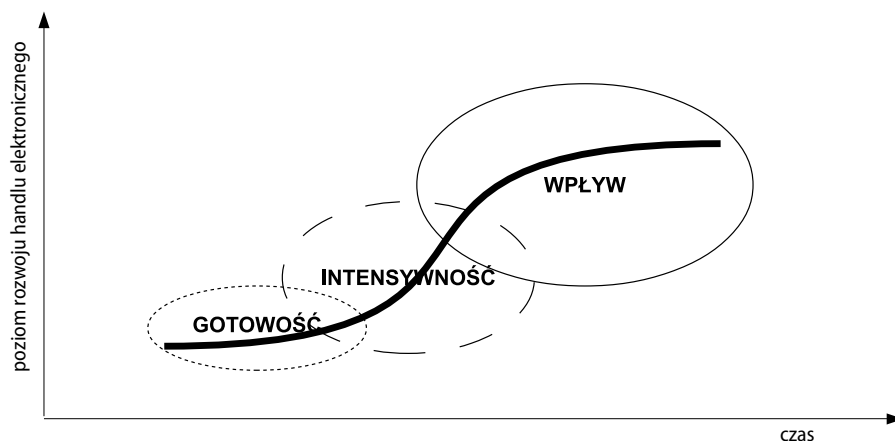 poziom rozwoju handlu elektronicznego
WPŁYW
INTENSYWNOŚĆ
GOTOWOŚĆ
czas